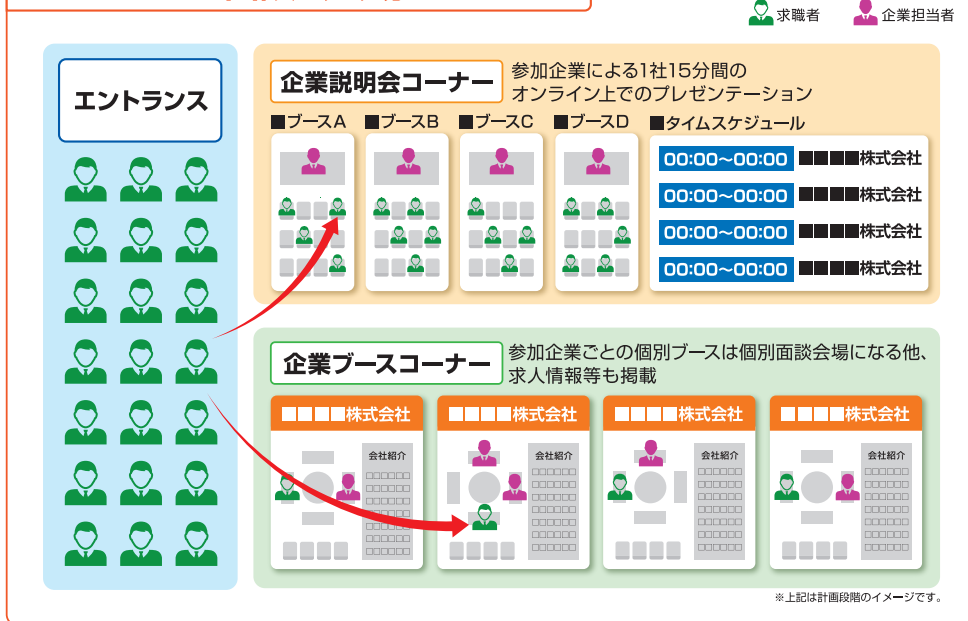 求職者
企業担当者
エントランス
企業説明会コーナー
参加企業による1社15分間の
オンライン上でのプレゼンテーション
■ブースA
■ブースB
■ブースC
■ブースD
■タイムスケジュール
00:00〜00:00 ■■■■株式会社
00:00〜00:00 ■■■■株式会社
00:00〜00:00 ■■■■株式会社
00:00〜00:00 ■■■■株式会社
企業ブースコーナー
参加企業ごとの個別ブースは個別面談会場になる他、
求人情報等も掲載
■■■■株式会社
■■■■株式会社
■■■■株式会社
■■■■株式会社
会社紹介
会社紹介
会社紹介
会社紹介
※上記は計画段階のイメージです。